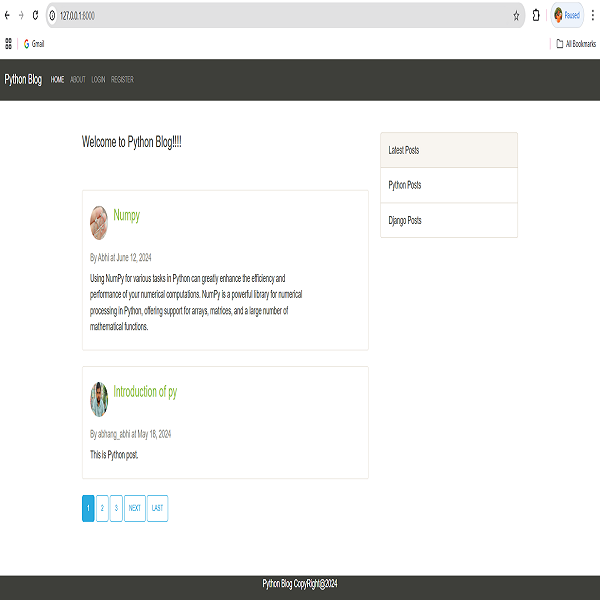 127.0.0.1:8000
Paused
Gmail
All Bookmarks
Python Blog HOME ABOUT LOGIN REGISTER
Welcome to Python Blog!!!!
Numpy
By Abhi at June 12, 2024
Using NumPy for various tasks in Python can greatly enhance the efficiency and
performance of your numerical computations. NumPy is a powerful library for numerical
processing in Python, offering support for arrays, matrices, and a large number of
mathematical functions.
Introduction of py
By abhang_abhi at May 18, 2024
This is Python post.
1 2 3 NEXT LAST
Latest Posts
Python Posts
Django Posts
Python Blog CopyRight@2024